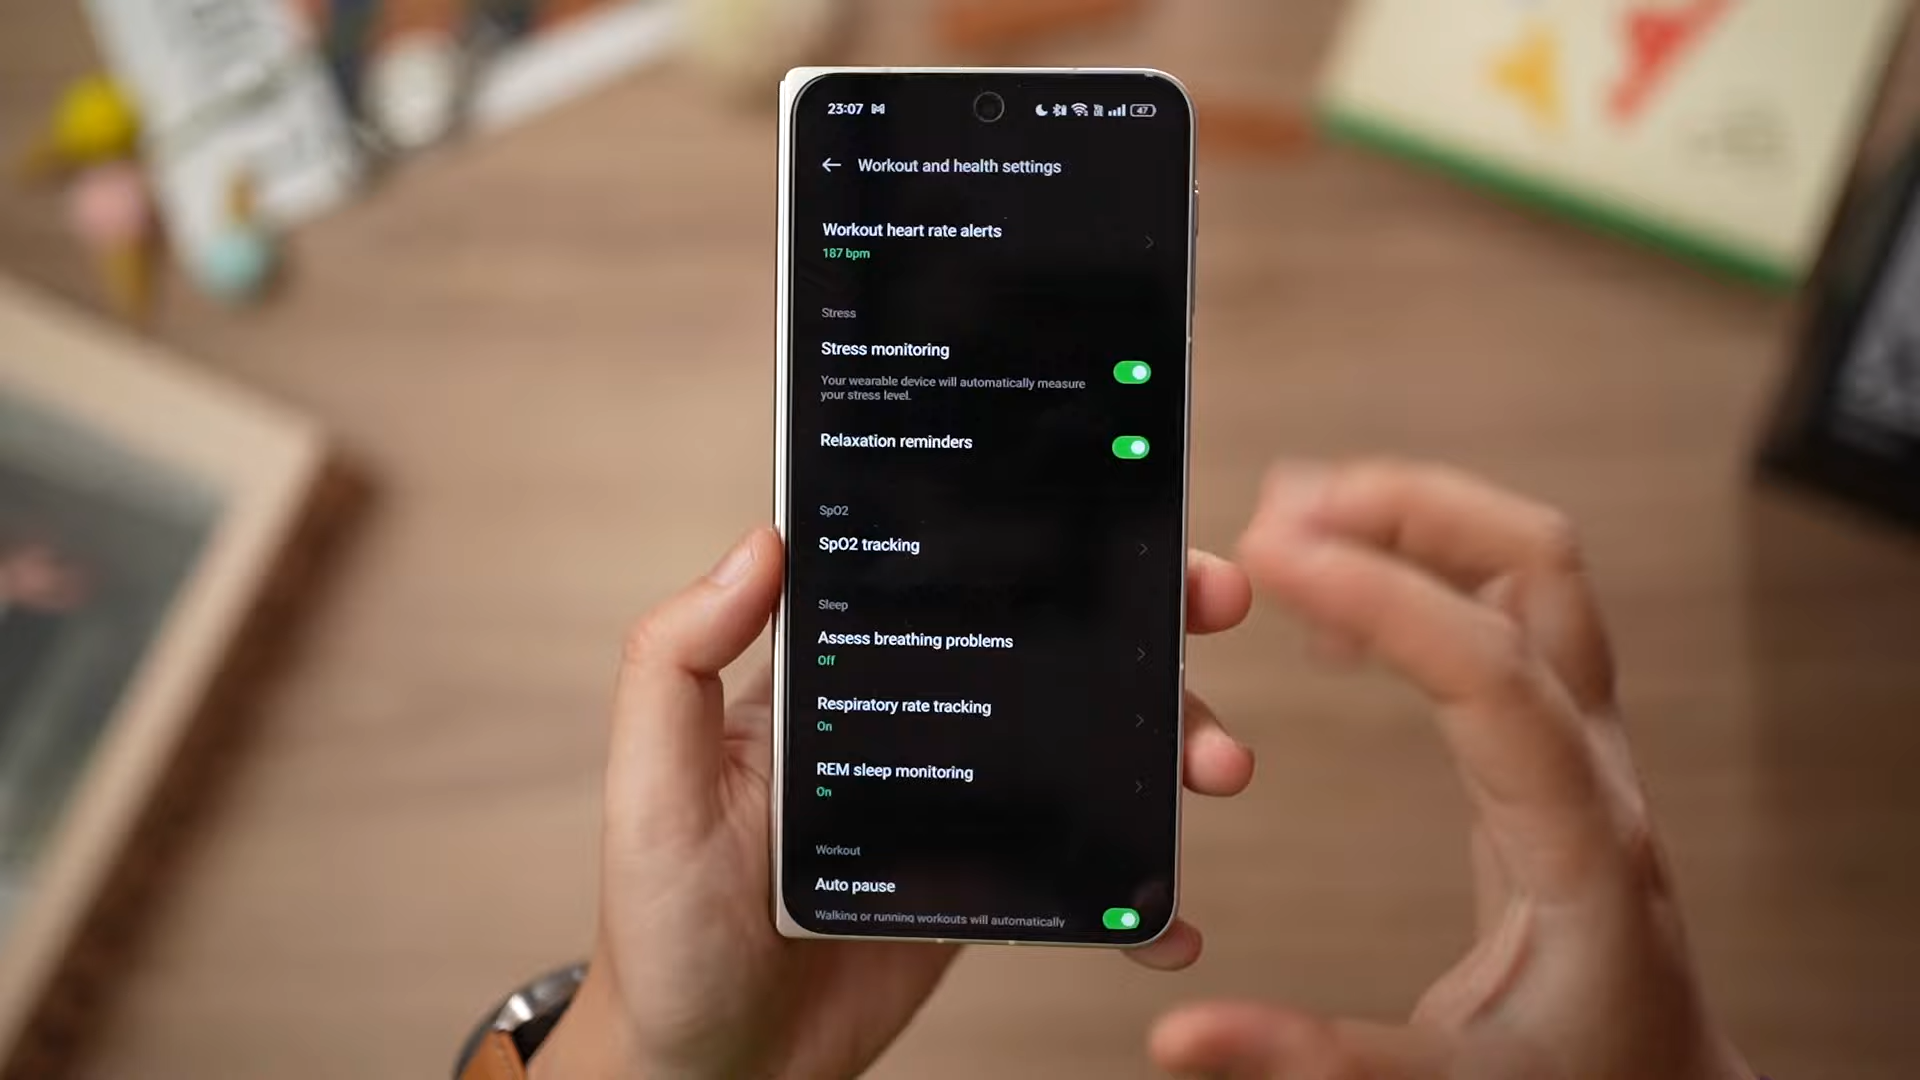 23:07
47
Workout and health settings
Workout heart rate alerts
187 bpm
Stress
Stress monitoring
Your wearable device will automatically measure
your stress level.
Relaxation reminders
SpO2
SpO2 tracking
Sleep
Assess breathing problems
Off
Respiratory rate tracking
On
REM sleep monitoring
On
Workout
Auto pause
Walking or running workouts will automatically